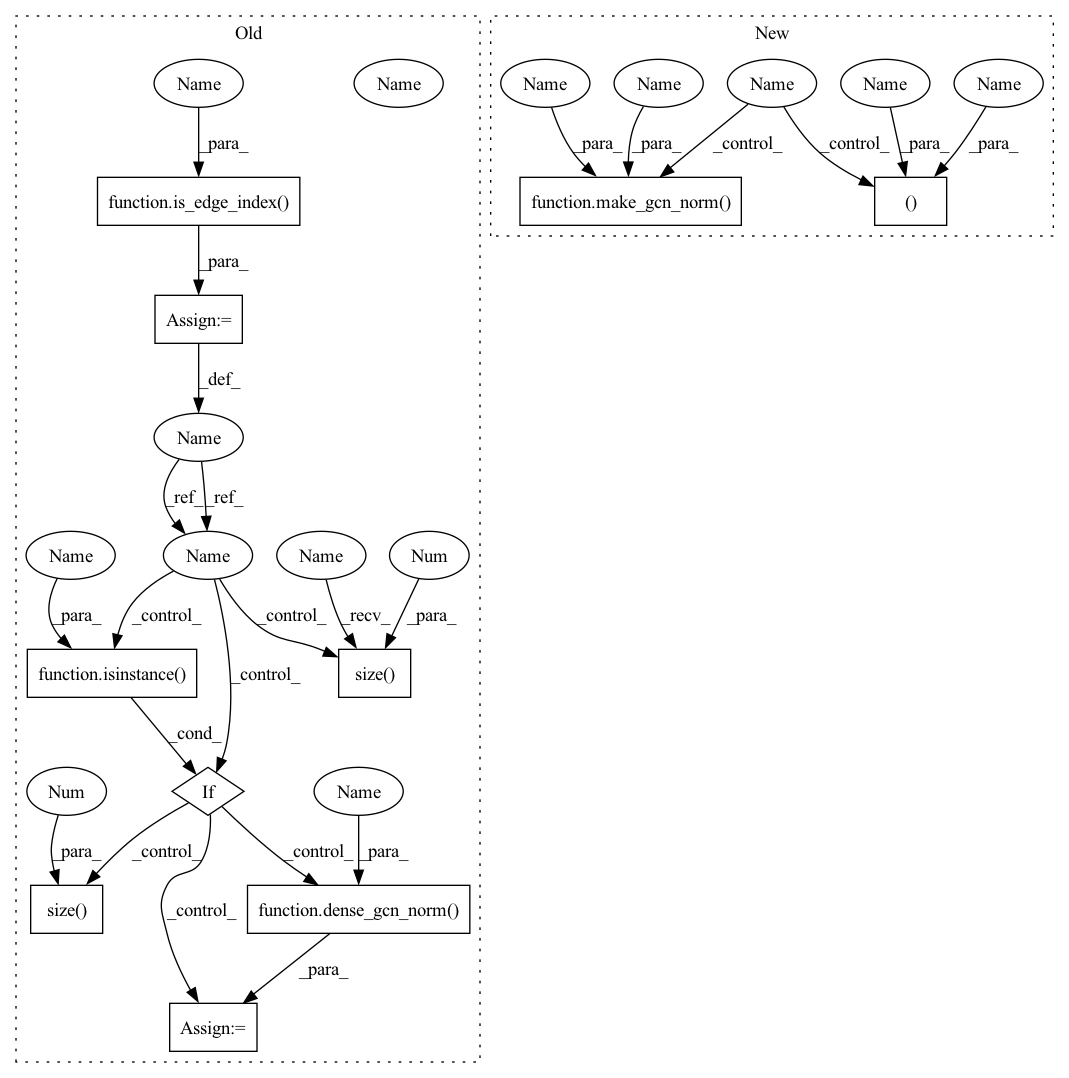 Old
New
Name
Name
Name
Name
Name
Name
Name
_para_
_para_
_para_
_control_
_control_
_para_
_para_
function.is_edge_index()
function.make_gcn_norm()
()
_para_
Assign:=
_def_
Name
_ref_
_ref_
Name
Name
Name
Num
_para_
_control_
_control_
_recv_
_para_
function.isinstance()
size()
_control_
_cond_
Num
If
Name
_para_
_control_
_control_
_para_
_control_
size()
function.dense_gcn_norm()
_para_
Assign:=